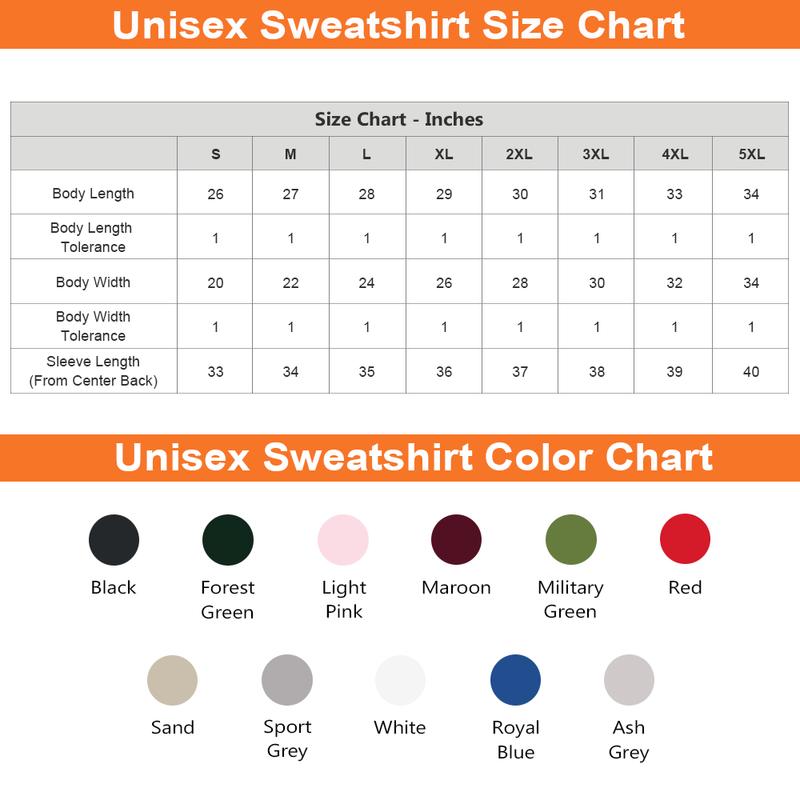 Unisex Sweatshirt Size Chart
Size Chart - Inches
S M L XL 2XL 3XL 4XL 5XL
Body Length 26 27 28 29 30 31 33 34
Body Length
Tolerance 1 1 1 1 1 1 1 1
Body Width 20 22 24 26 28 30 32 34
Body Width
Tolerance 1 1 1 1 1 1 1 1
Sleeve Length
(From Center Back) 33 34 35 36 37 38 39 40
Unisex Sweatshirt Color Chart
Black Forest Light Maroon Military Red
Green Pink Green
Sand Sport White Royal Ash
Grey Blue Grey